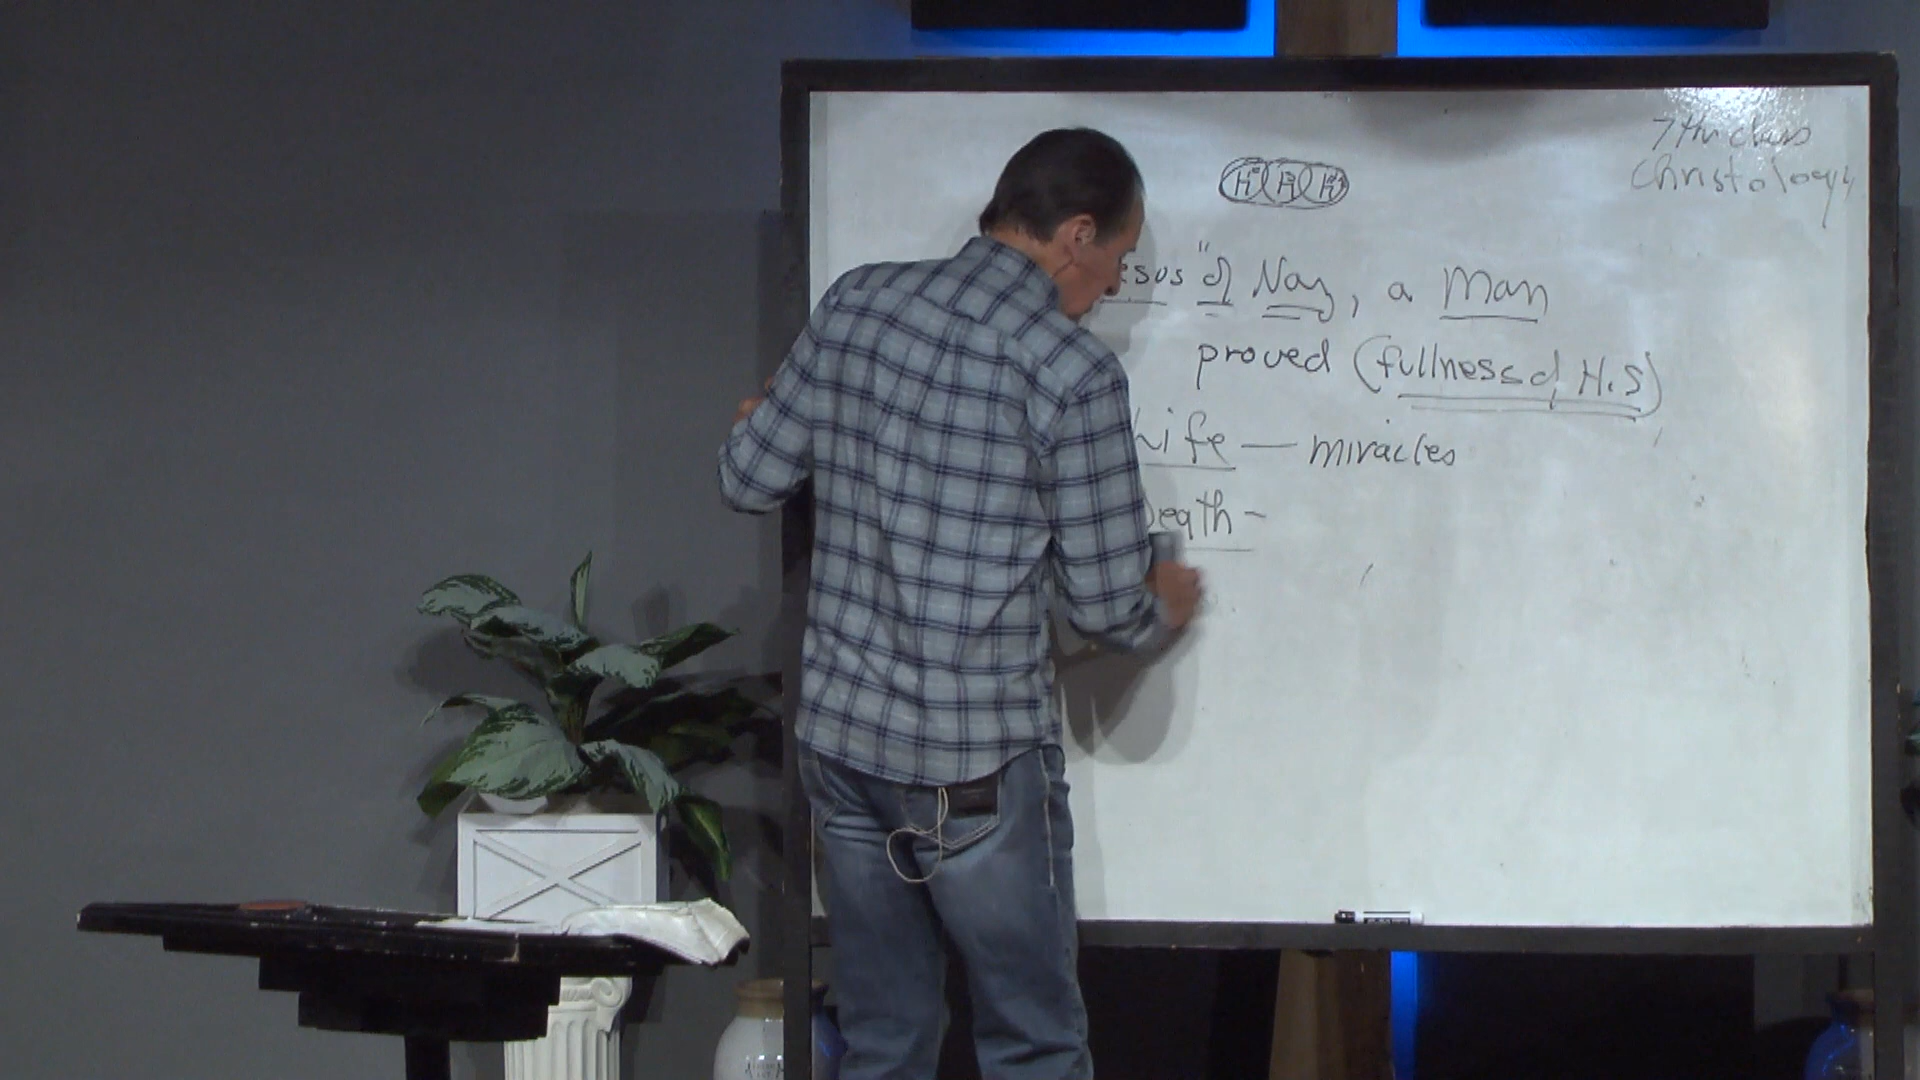 7th class
Christology
esus "of Naz, a Man
proved (fullness of H.S)
Life — miracles
Death -